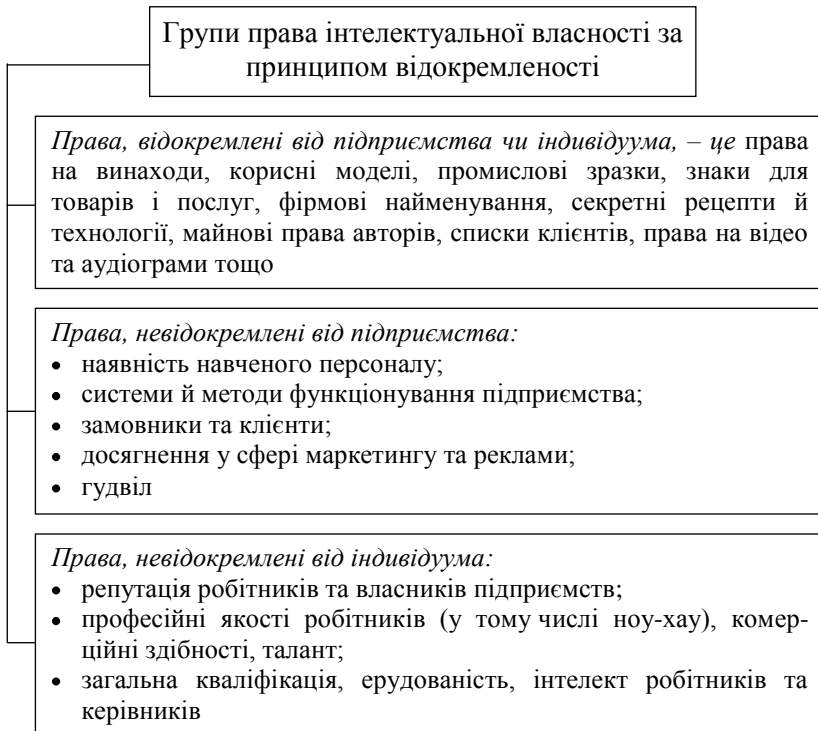 Групи права інтелектуальної власності за
принципом відокремленості
Права, відокремлені від підприємства чи індивідуума, – це права
на винаходи, корисні моделі, промислові зразки, знаки для
товарів і послуг, фірмові найменування, секретні рецепти й
технології, майнові права авторів, списки клієнтів, права на відео
та аудіограми тощо
Права, невідокремлені від підприємства:
• наявність навченого персоналу;
• системи й методи функціонування підприємства;
• замовники та клієнти;
• досягнення у сфері маркетингу та реклами;
• гудвіл
Права, невідокремлені від індивідуума:
• репутація робітників та власників підприємств;
• професійні якості робітників (у тому числі ноу-хау), комер-
ційні здібності, талант;
• загальна кваліфікація, ерудованість, інтелект робітників та
керівників